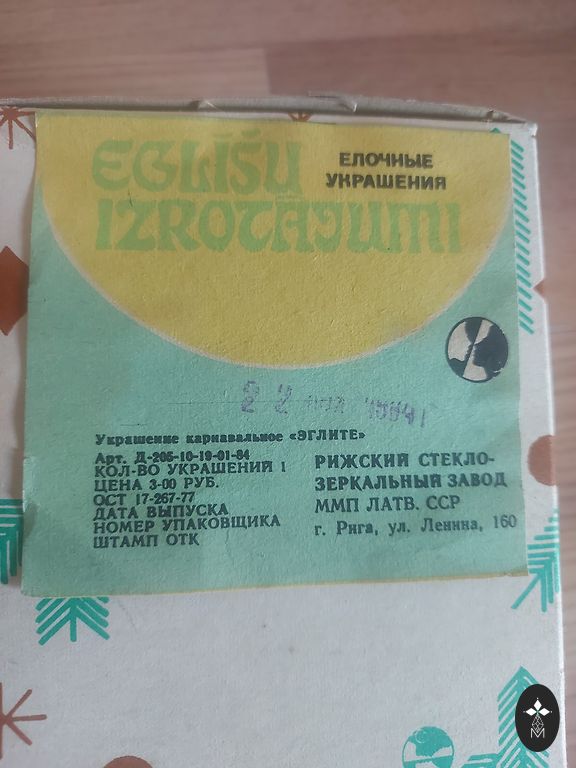 EGLĪŠU
IZROTĀJUMI
ЕЛОЧНЫЕ
УКРАШЕНИЯ
2 2
Украшение карнавальное «ЭГЛИТЕ»
Арт. Д-205-10-19-01-84
КОЛ-ВО УКРАШЕНИЙ 1
ЦЕНА 3-00 РУБ.
ОСТ 17-267-77
ДАТА ВЫПУСКА
НОМЕР УПАКОВЩИКА
ШТАМП ОТК
РИЖСКИЙ СТЕКЛО-
ЗЕРКАЛЬНЫЙ ЗАВОД
ММП ЛАТВ. ССР
г. Рига, ул. Ленина, 160